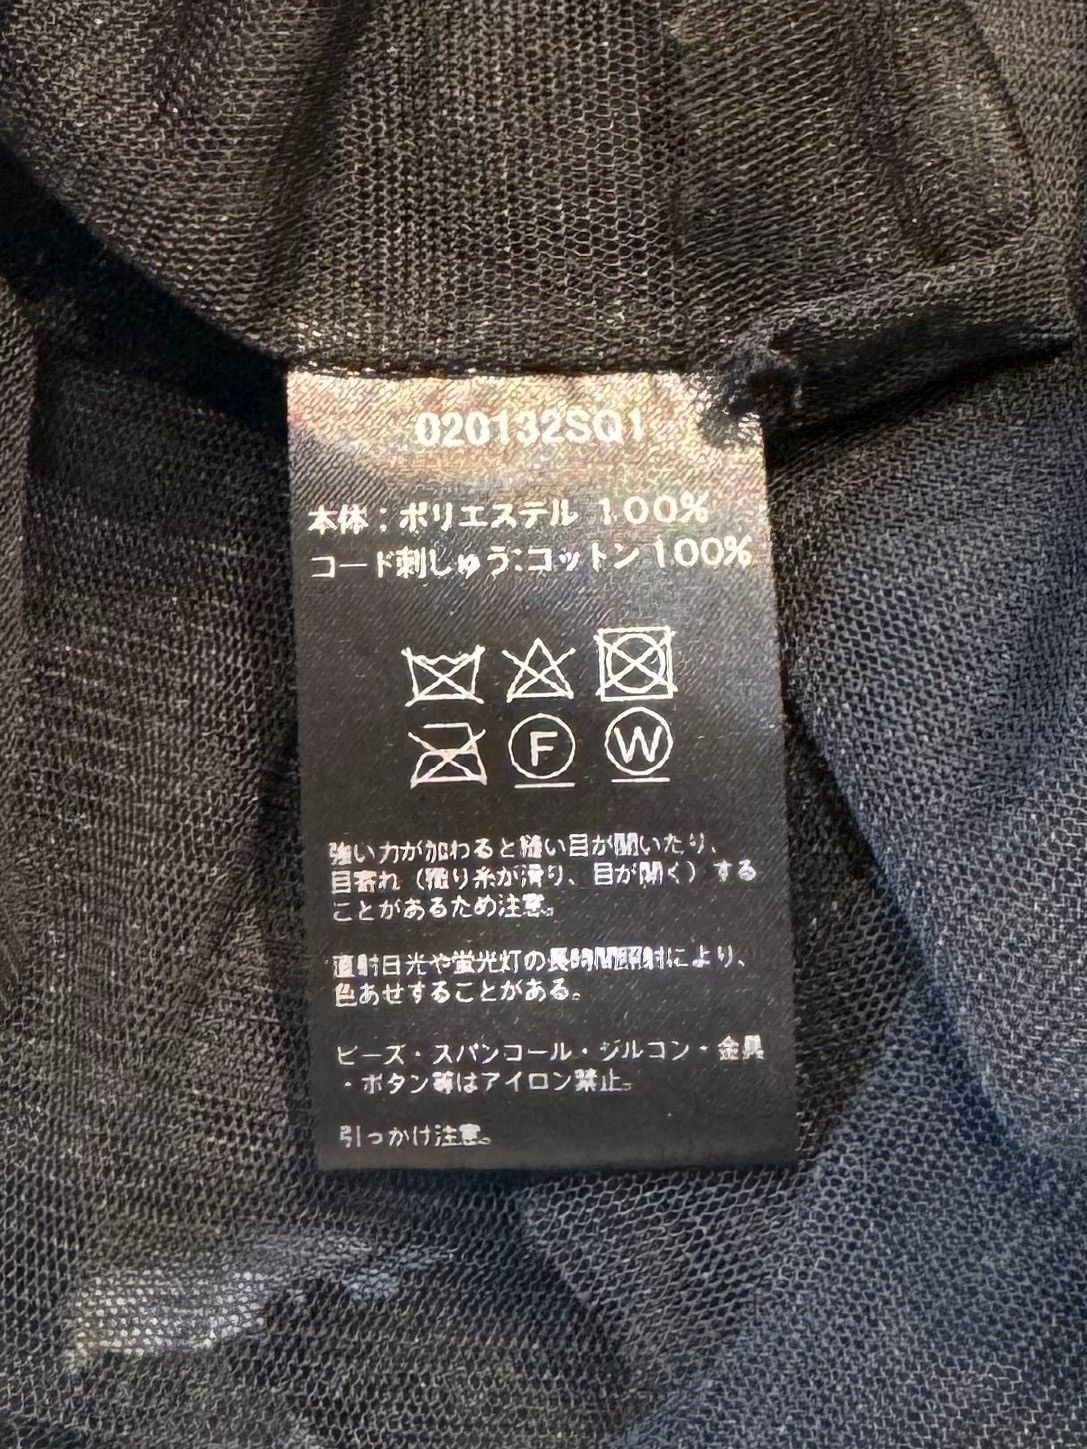 020132SQ1
本体;ポリエステル 100%
コード刺しゅう:コットン100%
F W
強い力が加わると縫い目が開いたり、
目寄れ(織り糸が滑り、目が開く)する
ことがあるため注意。
直射日光や蛍光灯の長時間照射により、
色あせすることがある。
ビーズ・スパンコール・ジルコン・金具
・ボタン等はアイロン禁止。
引っかけ注意。